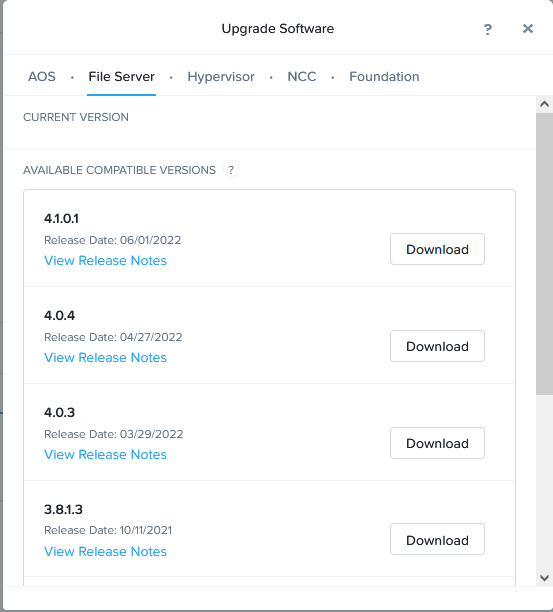 Upgrade Software
?
×
AOS · File Server · Hypervisor · NCC · Foundation
CURRENT VERSION
AVAILABLE COMPATIBLE VERSIONS ?
4.1.0.1
Release Date: 06/01/2022
View Release Notes
Download
4.0.4
Release Date: 04/27/2022
View Release Notes
Download
4.0.3
Release Date: 03/29/2022
View Release Notes
Download
3.8.1.3
Release Date: 10/11/2021
View Release Notes
Download